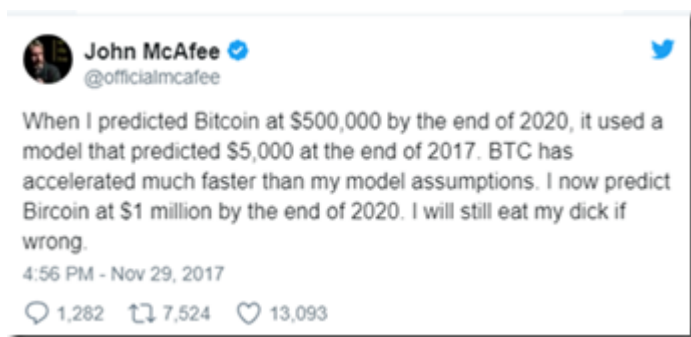 John McAfee
@officialmcafee
When I predicted Bitcoin at $500,000 by the end of 2020, it used a
model that predicted $5,000 at the end of 2017. BTC has
accelerated much faster than my model assumptions. I now predict
Bircoin at $1 million by the end of 2020. I will still eat my dick if
wrong.
4:56 PM - Nov 29, 2017
1,282 7,524 13,093